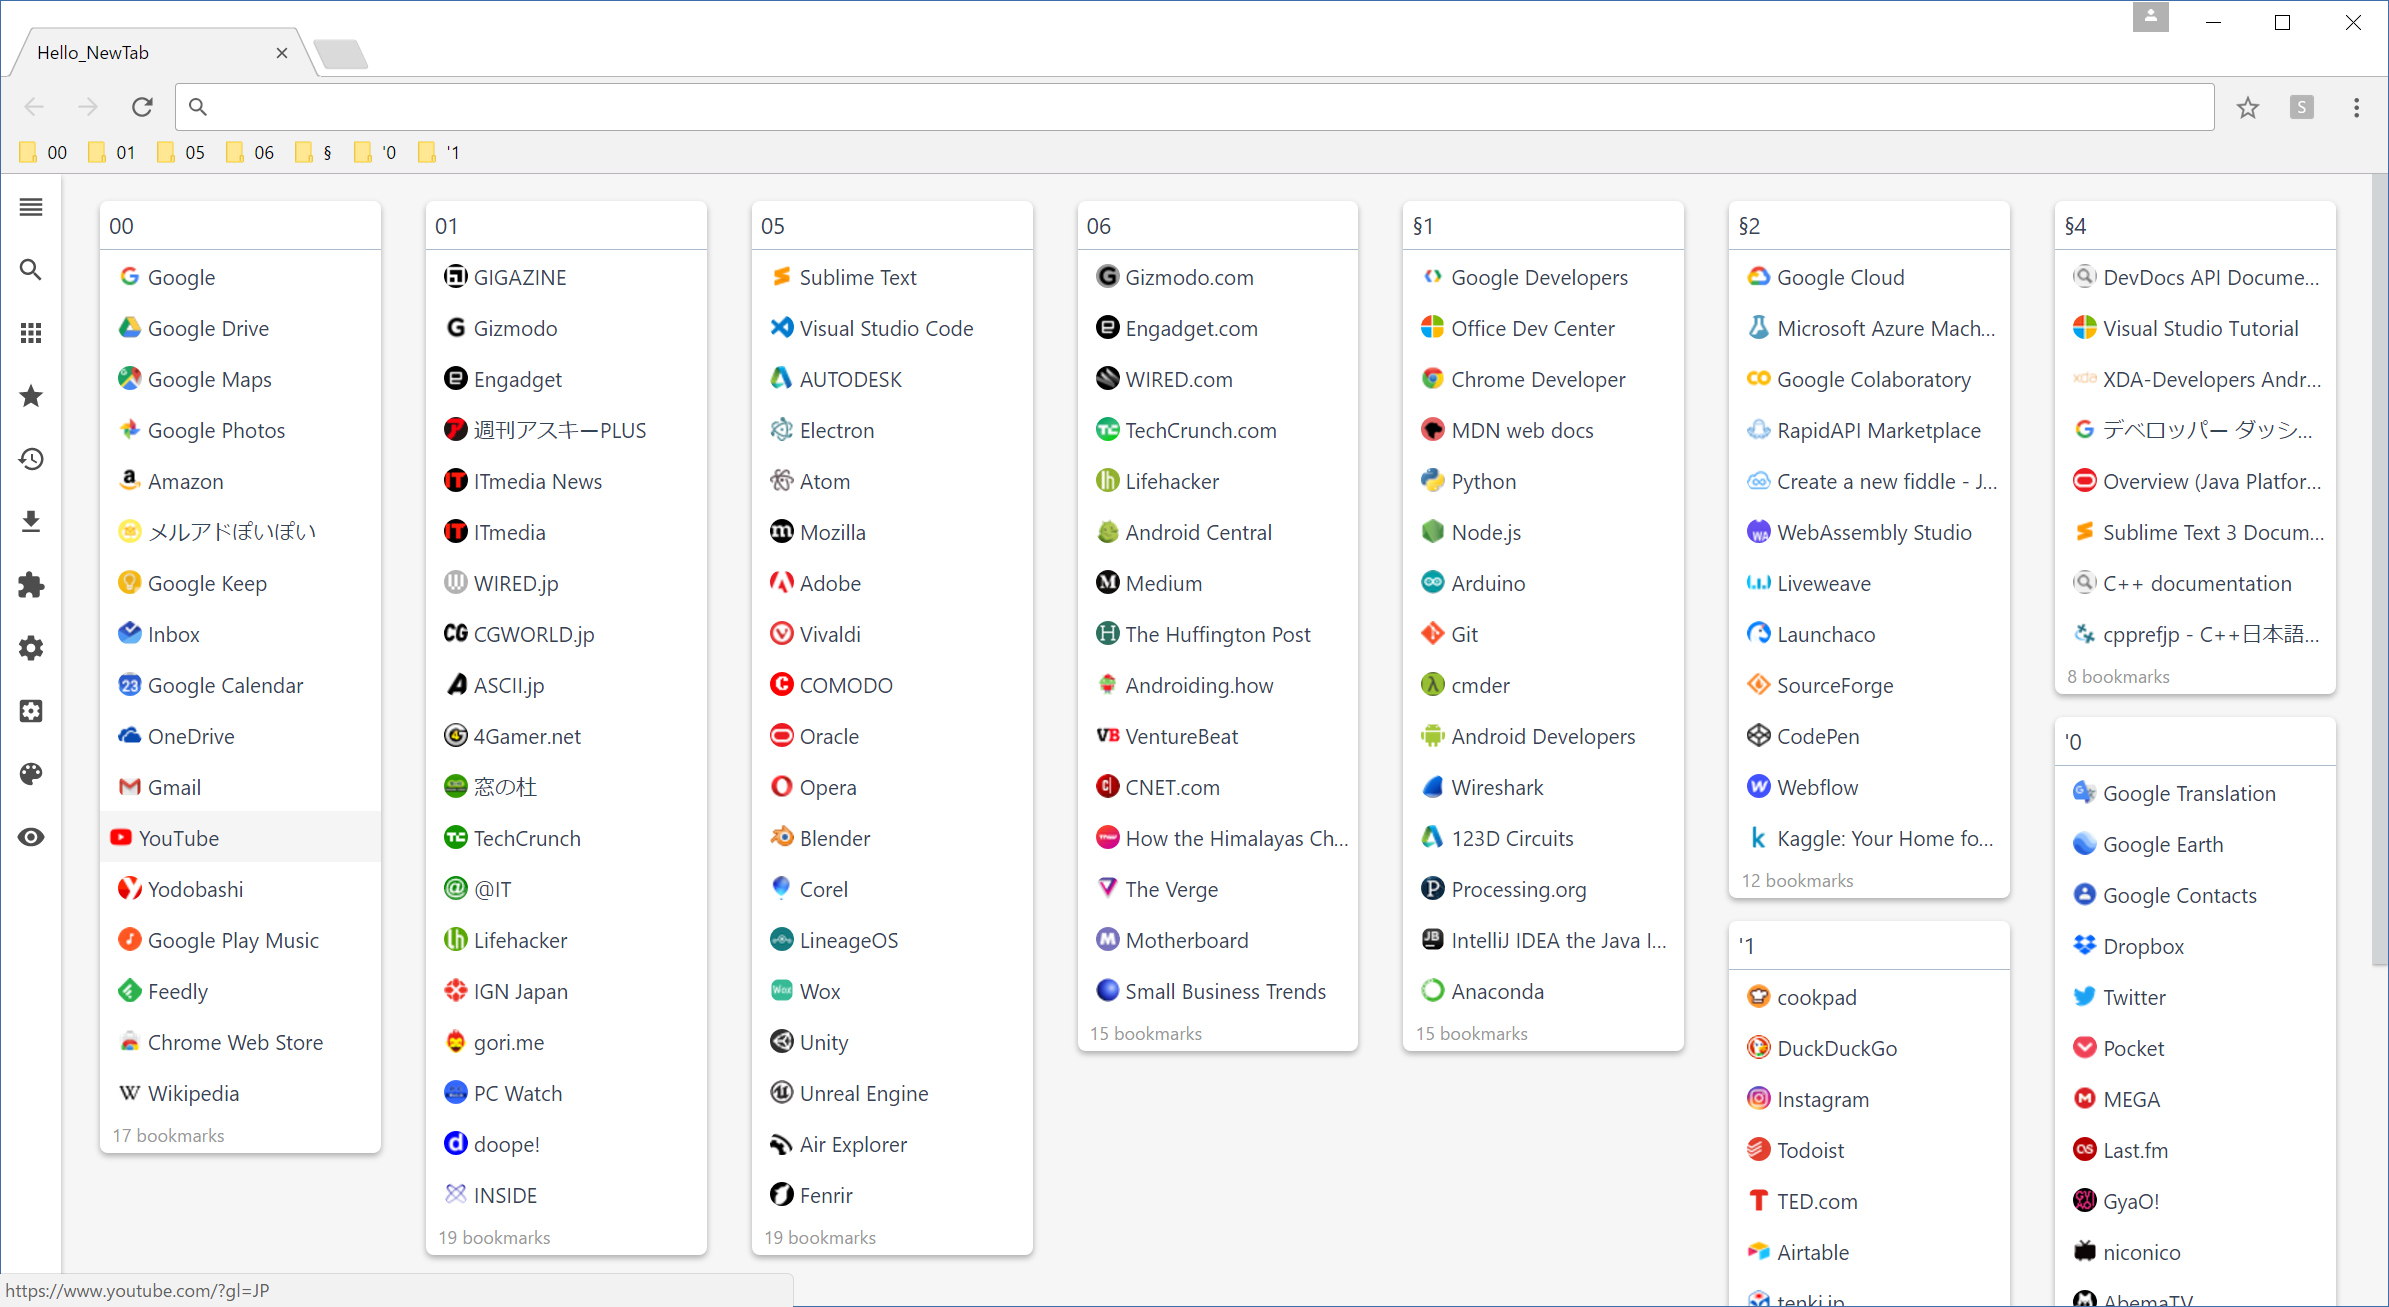 Hello_NewTab
S
00
01
05
06
§
'0
'1
00
Google
Google Drive
Google Maps
Google Photos
Amazon
メルアドぽいぽい
Google Keep
Inbox
Google Calendar
OneDrive
Gmail
YouTube
Yodobashi
Google Play Music
Feedly
Chrome Web Store
Wikipedia
17 bookmarks
01
GIGAZINE
Gizmodo
Engadget
週刊アスキーPLUS
ITmedia News
ITmedia
WIRED.jp
CGWORLD.jp
ASCII.jp
4Gamer.net
窓の杜
TechCrunch
@IT
Lifehacker
IGN Japan
gori.me
PC Watch
doope!
INSIDE
19 bookmarks
05
Sublime Text
Visual Studio Code
AUTODESK
Electron
Atom
Mozilla
Adobe
Vivaldi
COMODO
Oracle
Opera
Blender
Corel
LineageOS
Wox
Unity
Unreal Engine
Air Explorer
Fenrir
19 bookmarks
06
Gizmodo.com
Engadget.com
WIRED.com
TechCrunch.com
Lifehacker
Android Central
Medium
The Huffington Post
Androiding.how
VentureBeat
CNET.com
How the Himalayas Ch...
The Verge
Motherboard
Small Business Trends
15 bookmarks
§1
Google Developers
Office Dev Center
Chrome Developer
MDN web docs
Python
Node.js
Arduino
Git
cmder
Android Developers
Wireshark
123D Circuits
Processing.org
IntelliJ IDEA the Java I...
Anaconda
15 bookmarks
§2
Google Cloud
Microsoft Azure Mach...
Google Colaboratory
RapidAPI Marketplace
Create a new fiddle - J...
WebAssembly Studio
Liveweave
Launchaco
SourceForge
CodePen
Webflow
Kaggle: Your Home fo...
12 bookmarks
'1
cookpad
DuckDuckGo
Instagram
Todoist
TED.com
Airtable
tenki.jp
§4
DevDocs API Docume...
Visual Studio Tutorial
XDA-Developers Andr...
デベロッパー ダッシ...
Overview (Java Platfor...
Sublime Text 3 Docum...
C++ documentation
cpprefjp - C++日本語...
8 bookmarks
'0
Google Translation
Google Earth
Google Contacts
Dropbox
Twitter
Pocket
MEGA
Last.fm
GyaO!
niconico
AbemaTV
https://www.youtube.com/?gl=JP